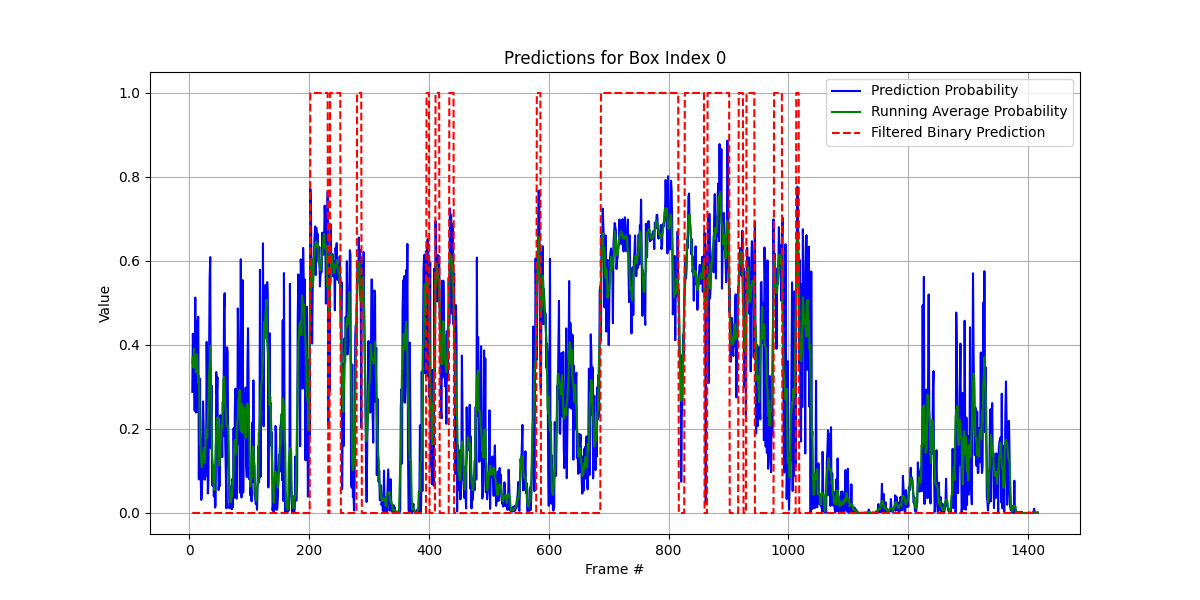 Predictions for Box Index 0
Prediction Probability
Running Average Probability
Filtered Binary Prediction
Value
1.0
0.8
0.6
0.4
0.2
0.0
0 200 400 600 800 1000 1200 1400
Frame #